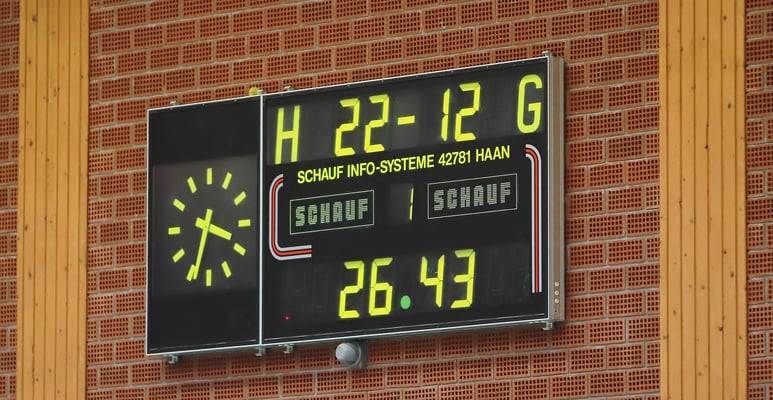 H 22-12 G
SCHAUF INFO-SYSTEME 42781 HAAN
SCHAUF 1 SCHAUF
26.43